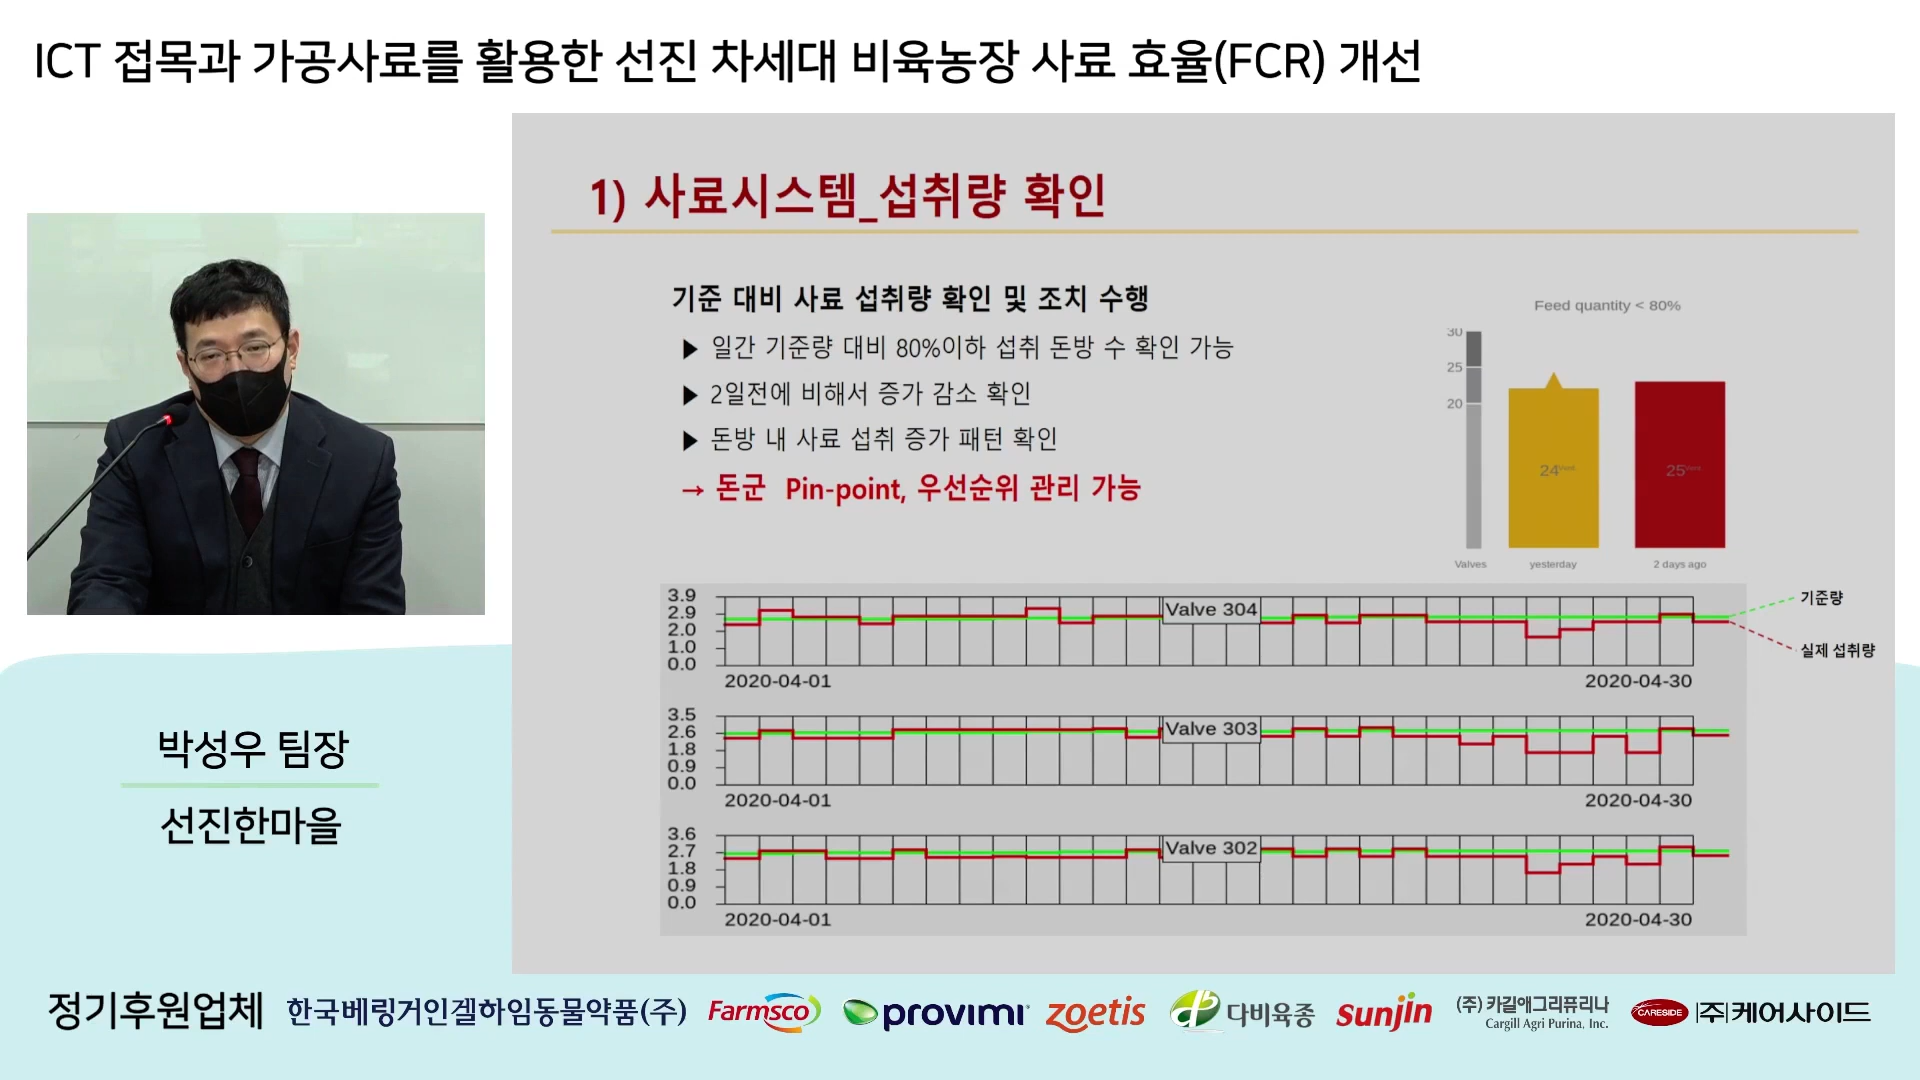 ICT 접목과 가공사료를 활용한 선진 차세대 비육농장 사료 효율(FCR) 개선
1) 사료시스템_섭취량 확인
기준 대비 사료 섭취량 확인 및 조치 수행
▶ 일간 기준량 대비 80%이하 섭취 돈방 수 확인 가능
▶ 2일전에 비해서 증가 감소 확인
▶ 돈방 내 사료 섭취 증가 패턴 확인
→ 돈군 Pin-point, 우선순위 관리 가능
Feed quantity < 80%
30
25
20
24
25
Valves
yesterday
2 days ago
3.9
2.9
2.0
1.0
0.0
Valve 304
2020-04-01
2020-04-30
기준량
실제 섭취량
3.5
2.6
1.8
0.9
0.0
Valve 303
2020-04-01
2020-04-30
3.6
2.7
1.8
0.9
0.0
Valve 302
2020-04-01
2020-04-30
박성우 팀장
선진한마을
정기후원업체
한국베링거인겔하임동물약품(주)
Farmsco
provimi
zoetis
다비육종
sunjin
(주) 카길애그리퓨리나
Cargill Agri Purina, Inc.
CARESIDE
(주)케어사이드